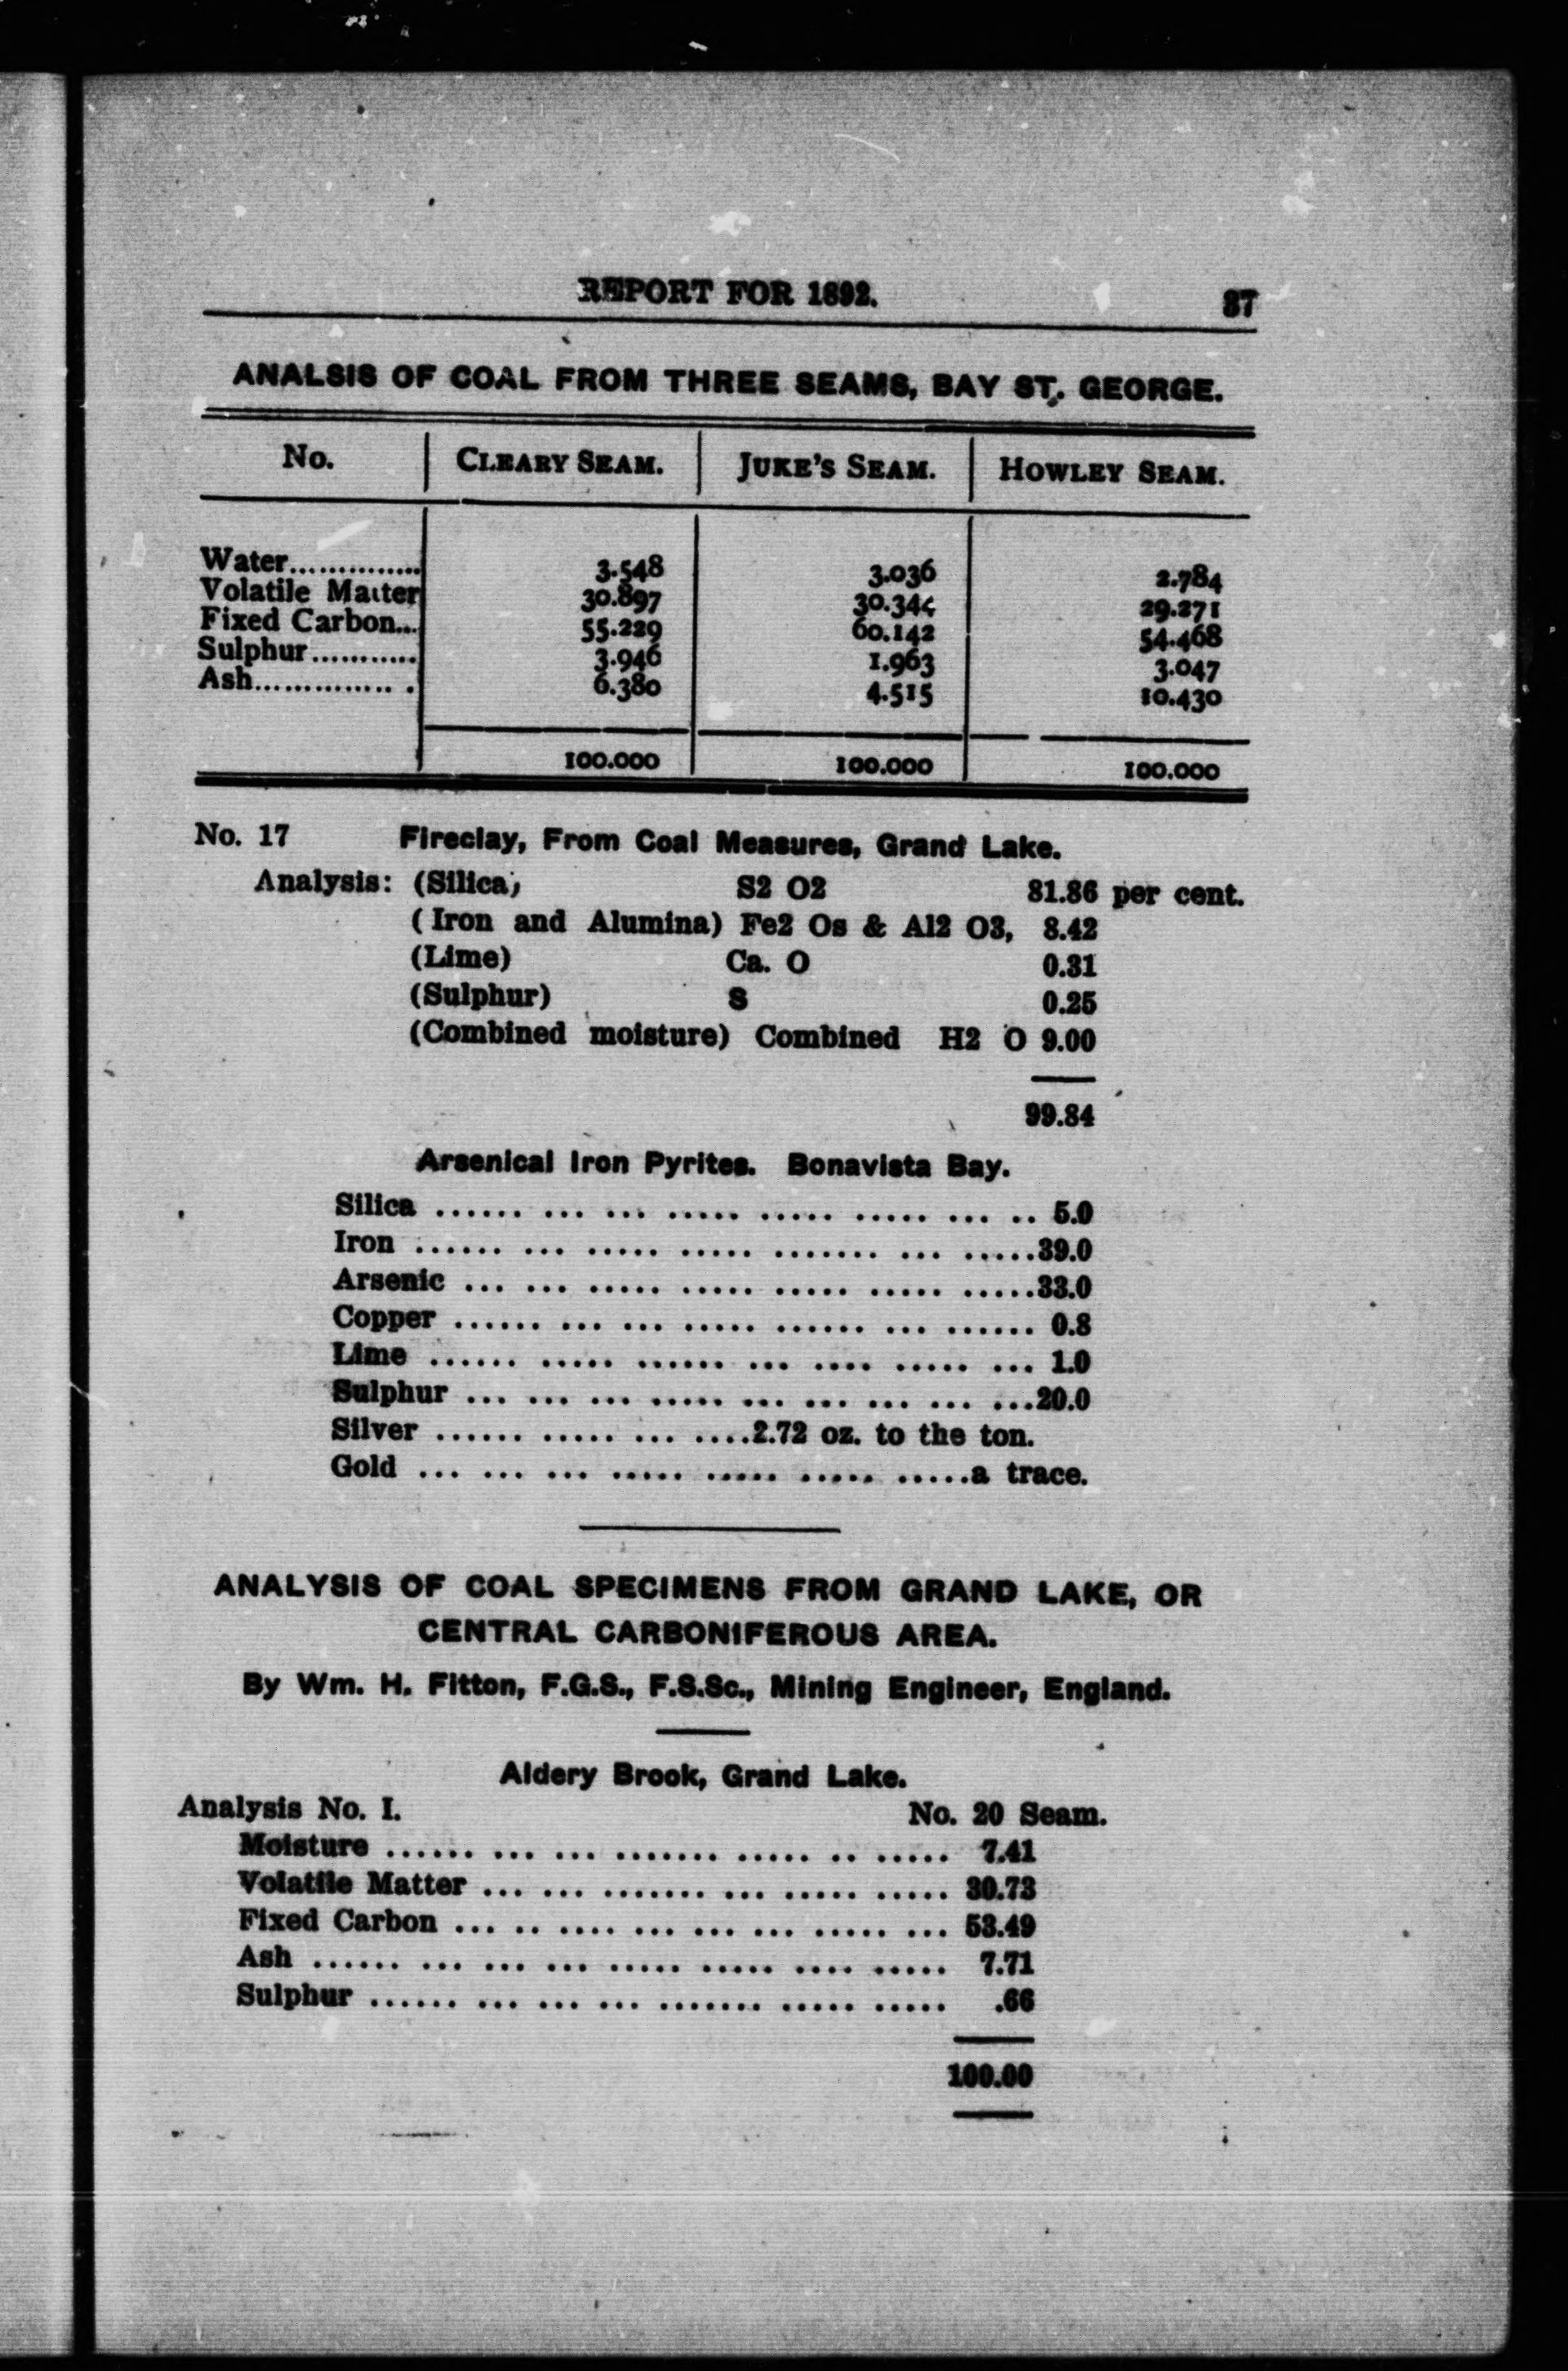 REPORT FOR 1892. 87
ANALSIS OF COAL FROM THREE SEAMS, BAY ST. GEORGE.
No. CLEARY SEAM. JUKE'S SEAM. HOWLEY SEAM.
Water............... 3.548 3.036 2.784
Volatile Matter 30.897 30.344 29.271
Fixed Carbon... 55.229 60.142 54.468
Sulphur........... 3.946 1.963 3.047
Ash.............. . 6.380 4.515 10.430
100.000 100.000 100.000
No. 17 Fireclay, From Coal Measures, Grand Lake.
Analysis: (Silica) S2 O2 81.86 per cent.
( Iron and Alumina) Fe2 Os & Al2 O3, 8.42
(Lime) Ca. O 0.31
(Sulphur) S 0.25
(Combined moisture) Combined H2 O 9.00
99.84
Arsenical Iron Pyrites. Bonavista Bay.
Silica ...... ... ... ..... ..... ..... ... .. 5.0
Iron ...... ... ..... ..... ....... ... .....39.0
Arsenic ... ... ..... ..... ..... ..... .....33.0
Copper ...... ... ... ..... ...... ... ...... 0.8
Lime ...... ..... ...... ... .... ..... ... 1.0
Sulphur ... ... ... ..... ... ... ... ... ...20.0
Silver ...... ..... ... ....2.72 oz. to the ton.
Gold ... ... ... ..... ..... ..... .....a trace.
ANALYSIS OF COAL SPECIMENS FROM GRAND LAKE, OR
CENTRAL CARBONIFEROUS AREA.
By Wm. H. Fitton, F.G.S., F.S.Sc., Mining Engineer, England.
Aldery Brook, Grand Lake.
Analysis No. I. No. 20 Seam.
Moisture ...... ... ... ....... ..... .. ..... 7.41
Volatile Matter ... ... ....... ... ..... ..... 30.73
Fixed Carbon ... .. .... ... ... ... ..... ... 53.49
Ash ...... ... ... ... ..... ..... .... ..... 7.71
Sulphur ...... ... ... ... ....... ..... ..... .66
100.00